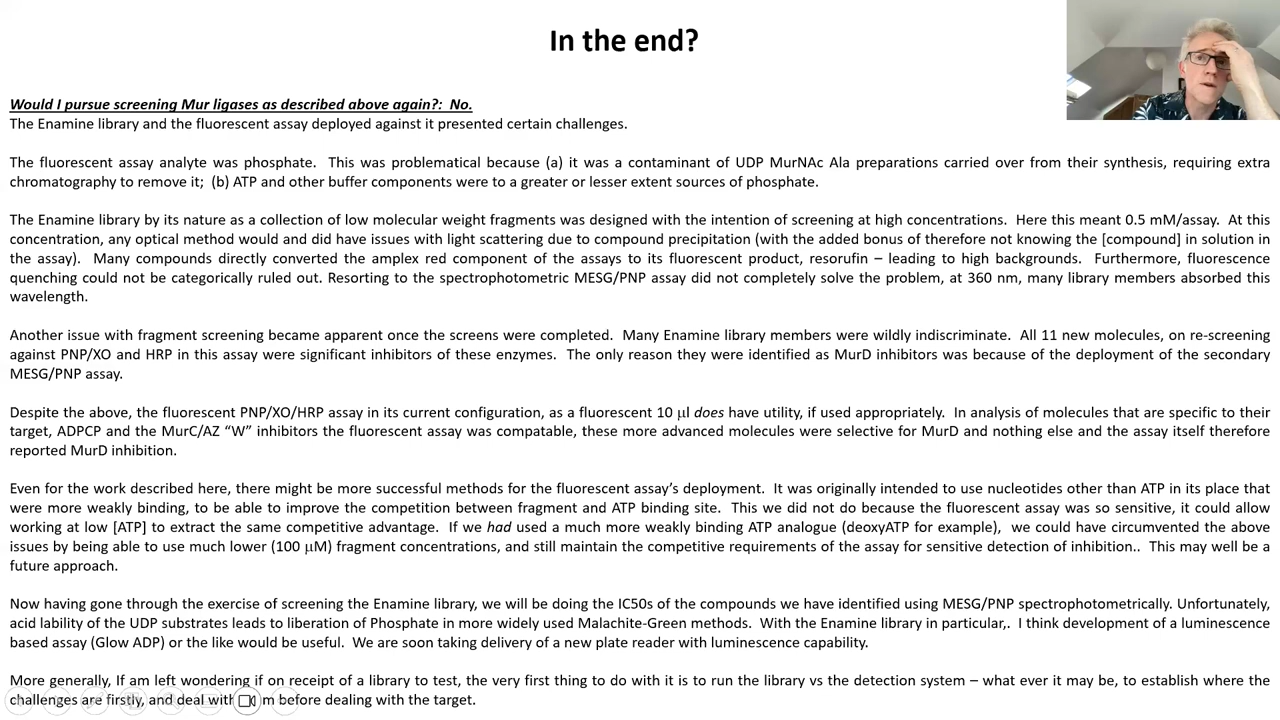 In the end?
Would I pursue screening Mur ligases as described above again?:  No.
The Enamine library and the fluorescent assay deployed against it presented certain challenges.
The fluorescent assay analyte was phosphate.  This was problematical because (a) it was a contaminant of UDP MurNAc Ala preparations carried over from their synthesis, requiring extra
chromatography to remove it;  (b) ATP and other buffer components were to a greater or lesser extent sources of phosphate.
The Enamine library by its nature as a collection of low molecular weight fragments was designed with the intention of screening at high concentrations.  Here this meant 0.5 mM/assay.  At this
concentration, any optical method would and did have issues with light scattering due to compound precipitation (with the added bonus of therefore not knowing the [compound] in solution in
the assay).  Many compounds directly converted the amplex red component of the assays to its fluorescent product, resorufin – leading to high backgrounds.  Furthermore, fluorescence
quenching could not be categorically ruled out. Resorting to the spectrophotometric MESG/PNP assay did not completely solve the problem, at 360 nm, many library members absorbed this
wavelength.
Another issue with fragment screening became apparent once the screens were completed.  Many Enamine library members were wildly indiscriminate.  All 11 new molecules, on re-screening
against PNP/XO and HRP in this assay were significant inhibitors of these enzymes.  The only reason they were identified as MurD inhibitors was because of the deployment of the secondary
MESG/PNP assay.
Despite the above, the fluorescent PNP/XO/HRP assay in its current configuration, as a fluorescent 10 μl does have utility, if used appropriately.  In analysis of molecules that are specific to their
target, ADPCP and the MurC/AZ “W” inhibitors the fluorescent assay was compatable, these more advanced molecules were selective for MurD and nothing else and the assay itself therefore
reported MurD inhibition.
Even for the work described here, there might be more successful methods for the fluorescent assay’s deployment.  It was originally intended to use nucleotides other than ATP in its place that
were more weakly binding, to be able to improve the competition between fragment and ATP binding site.  This we did not do because the fluorescent assay was so sensitive, it could allow
working at low [ATP] to extract the same competitive advantage.  If we had used a much more weakly binding ATP analogue (deoxyATP for example),  we could have circumvented the above
issues by being able to use much lower (100 μM) fragment concentrations, and still maintain the competitive requirements of the assay for sensitive detection of inhibition..  This may well be a
future approach.
Now having gone through the exercise of screening the Enamine library, we will be doing the IC50s of the compounds we have identified using MESG/PNP spectrophotometrically. Unfortunately,
acid lability of the UDP substrates leads to liberation of Phosphate in more widely used Malachite-Green methods.  With the Enamine library in particular,.  I think development of a luminescence
based assay (Glow ADP) or the like would be useful.  We are soon taking delivery of a new plate reader with luminescence capability.
More generally, If am left wondering if on receipt of a library to test, the very first thing to do with it is to run the library vs the detection system – what ever it may be, to establish where the
challenges are firstly, and deal with m before dealing with the target.